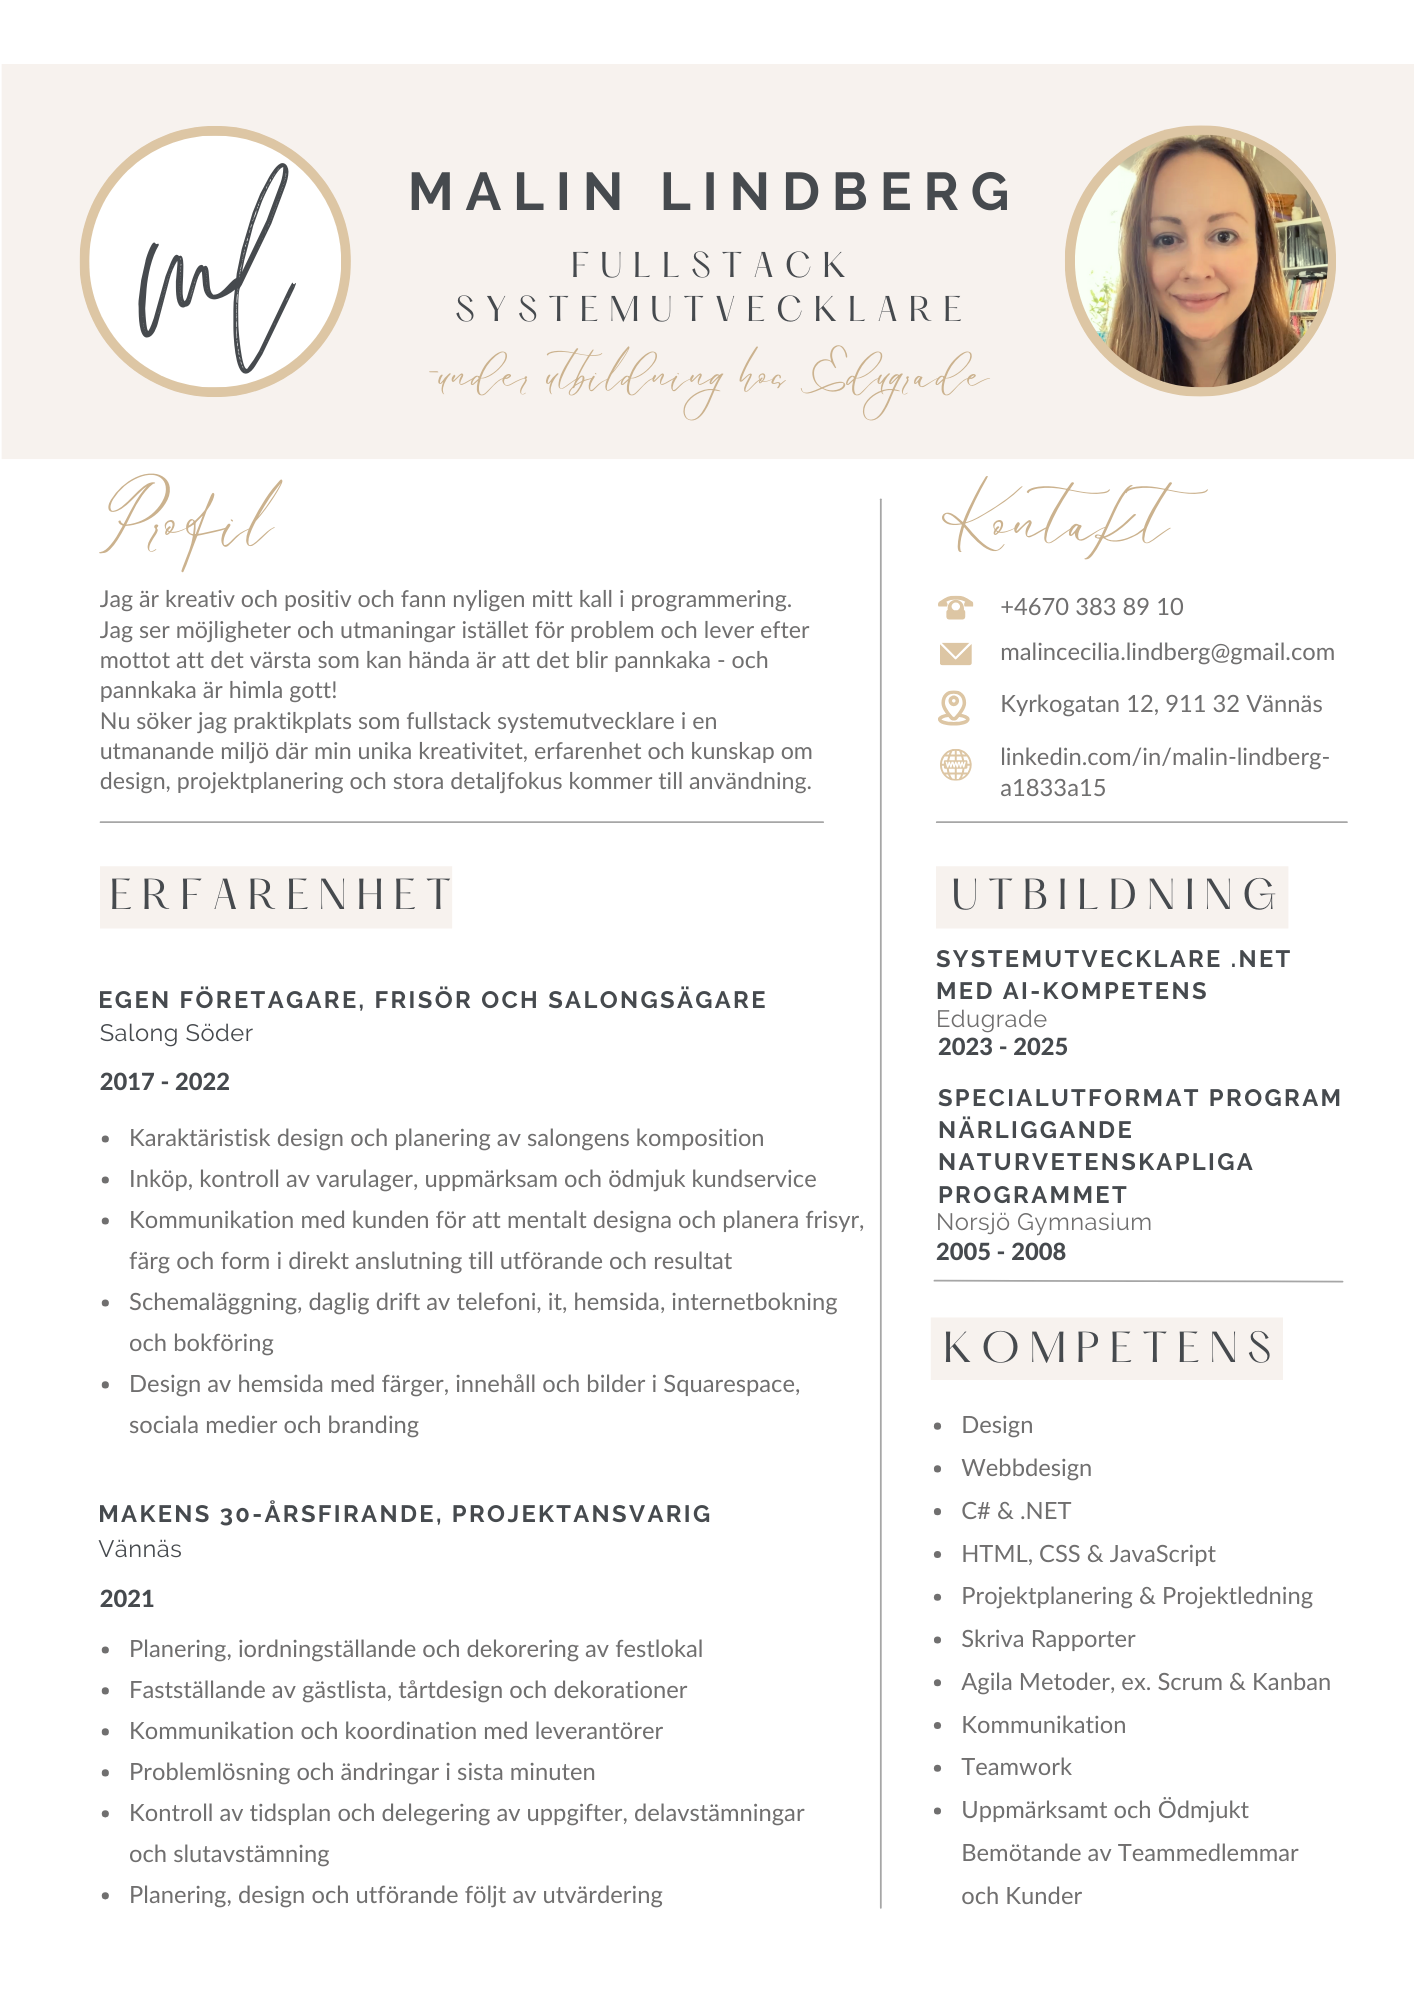 ml
MALIN LINDBERG
FULLSTACK
SYSTEMUTVECKLARE
-under utbildning hos Edugrade
Profil
Jag är kreativ och positiv och fann nyligen mitt kall i programmering.
Jag ser möjligheter och utmaningar istället för problem och lever efter
mottot att det värsta som kan hända är att det blir pannkaka - och
pannkaka är himla gott!
Nu söker jag praktikplats som fullstack systemutvecklare i en
utmanande miljö där min unika kreativitet, erfarenhet och kunskap om
design, projektplanering och stora detaljfokus kommer till användning.
ERFARENHET
EGEN FÖRETAGARE, FRISÖR OCH SALONGSÄGARE
Salong Söder
2017 - 2022
• Karaktäristisk design och planering av salongens komposition
• Inköp, kontroll av varulager, uppmärksam och ödmjuk kundservice
• Kommunikation med kunden för att mentalt designa och planera frisyr,
färg och form i direkt anslutning till utförande och resultat
• Schemaläggning, daglig drift av telefoni, it, hemsida, internetbokning
och bokföring
• Design av hemsida med färger, innehåll och bilder i Squarespace,
sociala medier och branding
MAKENS 30-ÅRSFIRANDE, PROJEKTANSVARIG
Vännäs
2021
• Planering, iordningställande och dekorering av festlokal
• Fastställande av gästlista, tårtdesign och dekorationer
• Kommunikation och koordination med leverantörer
• Problemlösning och ändringar i sista minuten
• Kontroll av tidsplan och delegering av uppgifter, delavstämningar
och slutavstämning
• Planering, design och utförande följt av utvärdering
Kontakt
+4670 383 89 10
malincecilia.lindberg@gmail.com
Kyrkogatan 12, 911 32 Vännäs
WWW
linkedin.com/in/malin-lindberg-
a1833a15
UTBILDNING
SYSTEMUTVECKLARE .NET
MED AI-KOMPETENS
Edugrade
2023 - 2025
SPECIALUTFORMAT PROGRAM
NÄRLIGGANDE
NATURVETENSKAPLIGA
PROGRAMMET
Norsjö Gymnasium
2005 - 2008
KOMPETENS
• Design
• Webbdesign
• C# & .NET
• HTML, CSS & JavaScript
• Projektplanering & Projektledning
• Skriva Rapporter
• Agila Metoder, ex. Scrum & Kanban
• Kommunikation
• Teamwork
• Uppmärksamt och Ödmjukt
Bemötande av Teammedlemmar
och Kunder